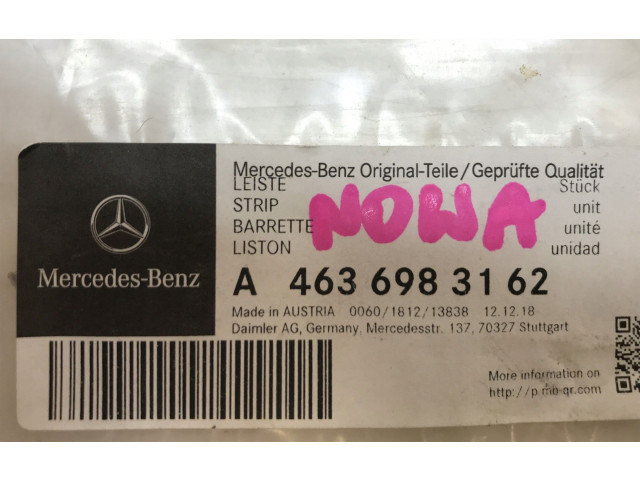 Mercedes-Benz Original-Teile/Geprüfte Qualität
LEISTE Stück
STRIP unit
BARRETTE unité
LISTON unidad
NOWA
Mercedes-Benz
A 463 698 31 62
Made in AUSTRIA 0060/1812/13838 12.12.18
Daimler AG, Germany, Mercedesstr. 137, 70327 Stuttgart
More information on
http://p.mb-qr.com